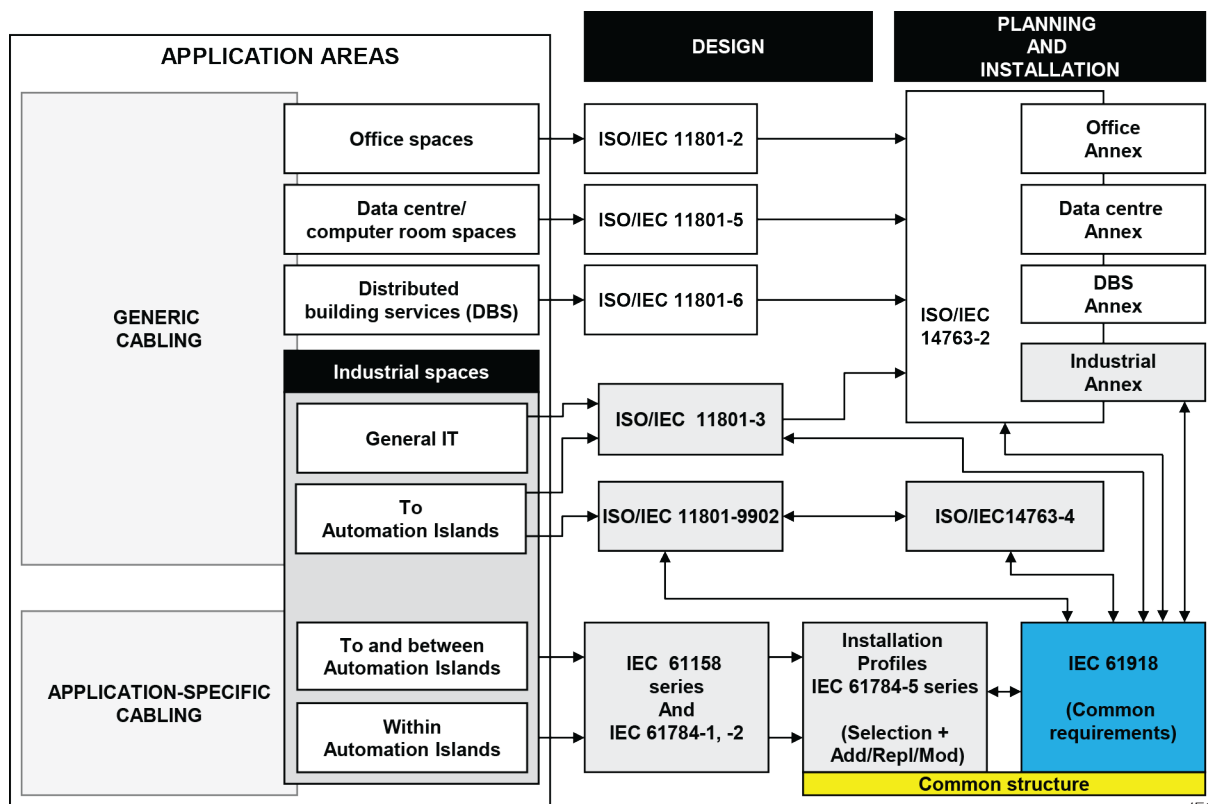 APPLICATION AREAS
DESIGN
PLANNING
AND
INSTALLATION
GENERIC
CABLING
Office spaces
ISO/IEC 11801-2
Office
Annex
Data centre/
computer room spaces
ISO/IEC 11801-5
Data centre
Annex
Distributed
building services (DBS)
ISO/IEC 11801-6
DBS
Annex
ISO/IEC
14763-2
Industrial
Annex
Industrial spaces
General IT
ISO/IEC 11801-3
To
Automation Islands
ISO/IEC 11801-9902
ISO/IEC14763-4
APPLICATION-SPECIFIC
CABLING
To and between
Automation Islands
Within
Automation Islands
IEC 61158
series
And
IEC 61784-1, -2
Installation
Profiles
IEC 61784-5 series
(Selection +
Add/Repl/Mod)
IEC 61918
(Common
requirements)
Common structure